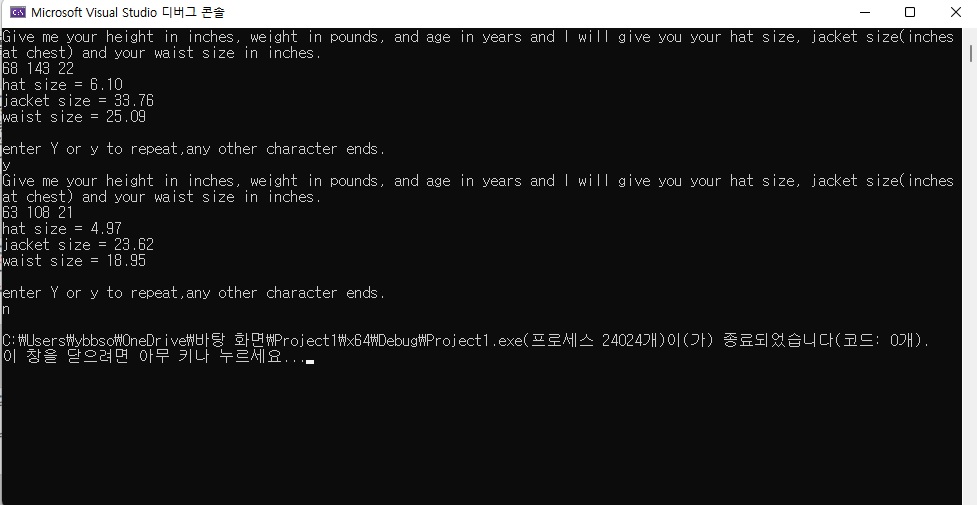 Microsoft Visual Studio 디버그 콘솔
Give me your height in inches, weight in pounds, and age in years and I will give you your hat size, jacket size(inches
at chest) and your waist size in inches.
68 143 22
hat size = 6.10
jacket size = 33.76
waist size = 25.09
enter Y or y to repeat,any other character ends.
y
Give me your height in inches, weight in pounds, and age in years and I will give you your hat size, jacket size(inches
at chest) and your waist size in inches.
63 108 21
hat size = 4.97
jacket size = 23.62
waist size = 18.95
enter Y or y to repeat,any other character ends.
n
C:₩Users₩ybbso₩OneDrive₩바탕 화면₩Project1₩x64₩Debug₩Project1.exe(프로세스 24024개)이(가) 종료되었습니다(코드: 0개).
이 창을 닫으려면 아무 키나 누르세요...